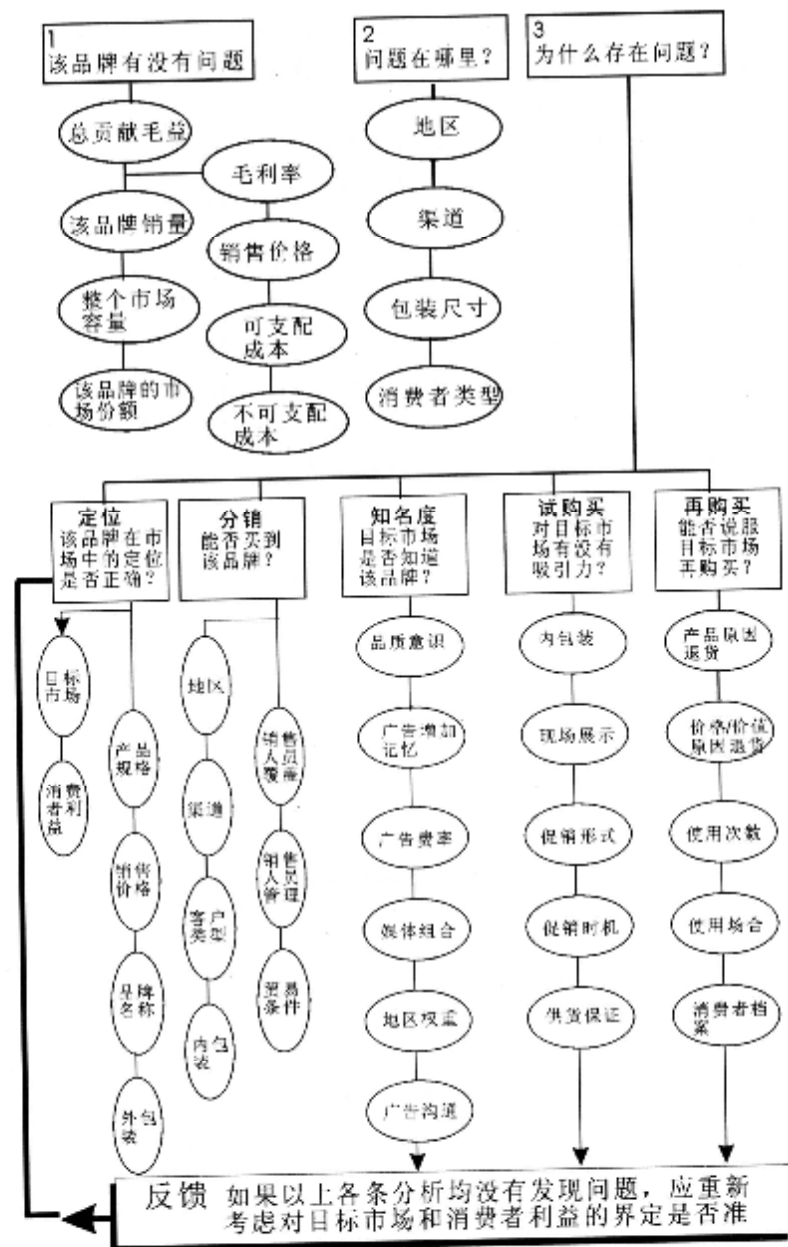 1
该品牌有没有问题
2
问题在哪里？
3
为什么存在问题？
总贡献毛益
毛利率
该品牌销量
销售价格
整个市场
容量
可支配
成本
该品牌的市
场份额
不可支配
成本
地区
渠道
包装尺寸
消费者类型
定位
该品牌在市
场中的定位
是否正确？
分销
能否买到
该品牌？
知名度
目标市场
是否知道
该品牌？
试购买
对目标市
场有没有
吸引力？
再购买
能否说服
目标市场
再购买？
目标
市场
消费
者利
益
产品
规格
销售
价格
品牌
名称
外包
装
地区
渠道
客户
类型
内包
装
销售
人员
覆盖
销售
人员
管理
贸易
条件
品质意识
广告增加
记忆
广告费率
媒体组合
地区权重
广告沟通
内包装
现场展示
促销形式
促销时机
供货保证
产品原因
退货
价格/价值
原因退货
使用次数
使用场合
消费者档
案
反馈 如果以上各条分析均没有发现问题，应重新
考虑对目标市场和消费者利益的界定是否准